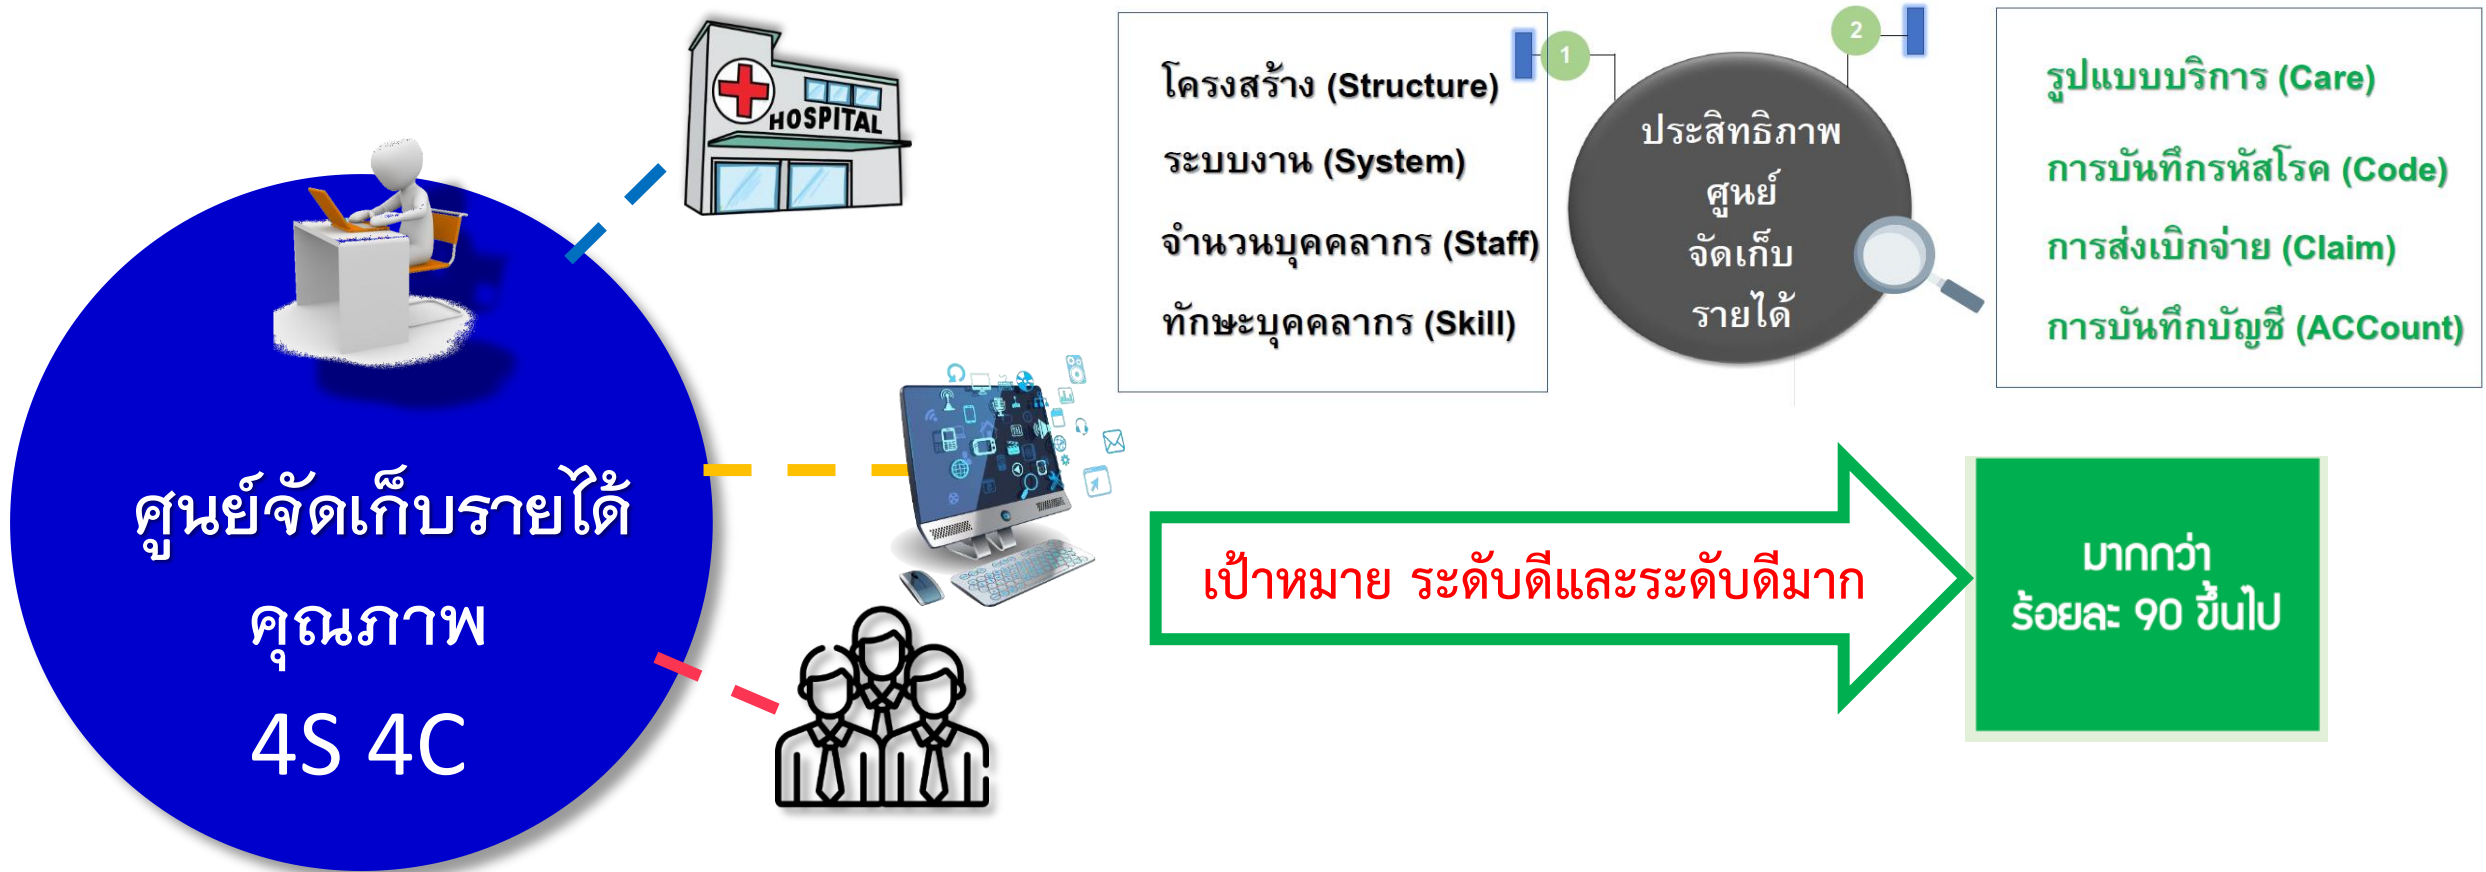 ศูนย์จัดเก็บรายได้
คุณภาพ
4S 4C
HOSPITAL
โครงสร้าง (Structure)
ระบบงาน (System)
จำนวนบุคคลากร (Staff)
ทักษะบุคคลากร (Skill)
1
2
ประสิทธิภาพ
ศูนย์
จัดเก็บ
รายได้
รูปแบบบริการ (Care)
การบันทึกรหัสโรค (Code)
การส่งเบิกจ่าย (Claim)
การบันทึกบัญชี (ACCount)
เป้าหมาย ระดับดีและระดับดีมาก
มากกว่า
ร้อยละ 90 ขึ้นไป